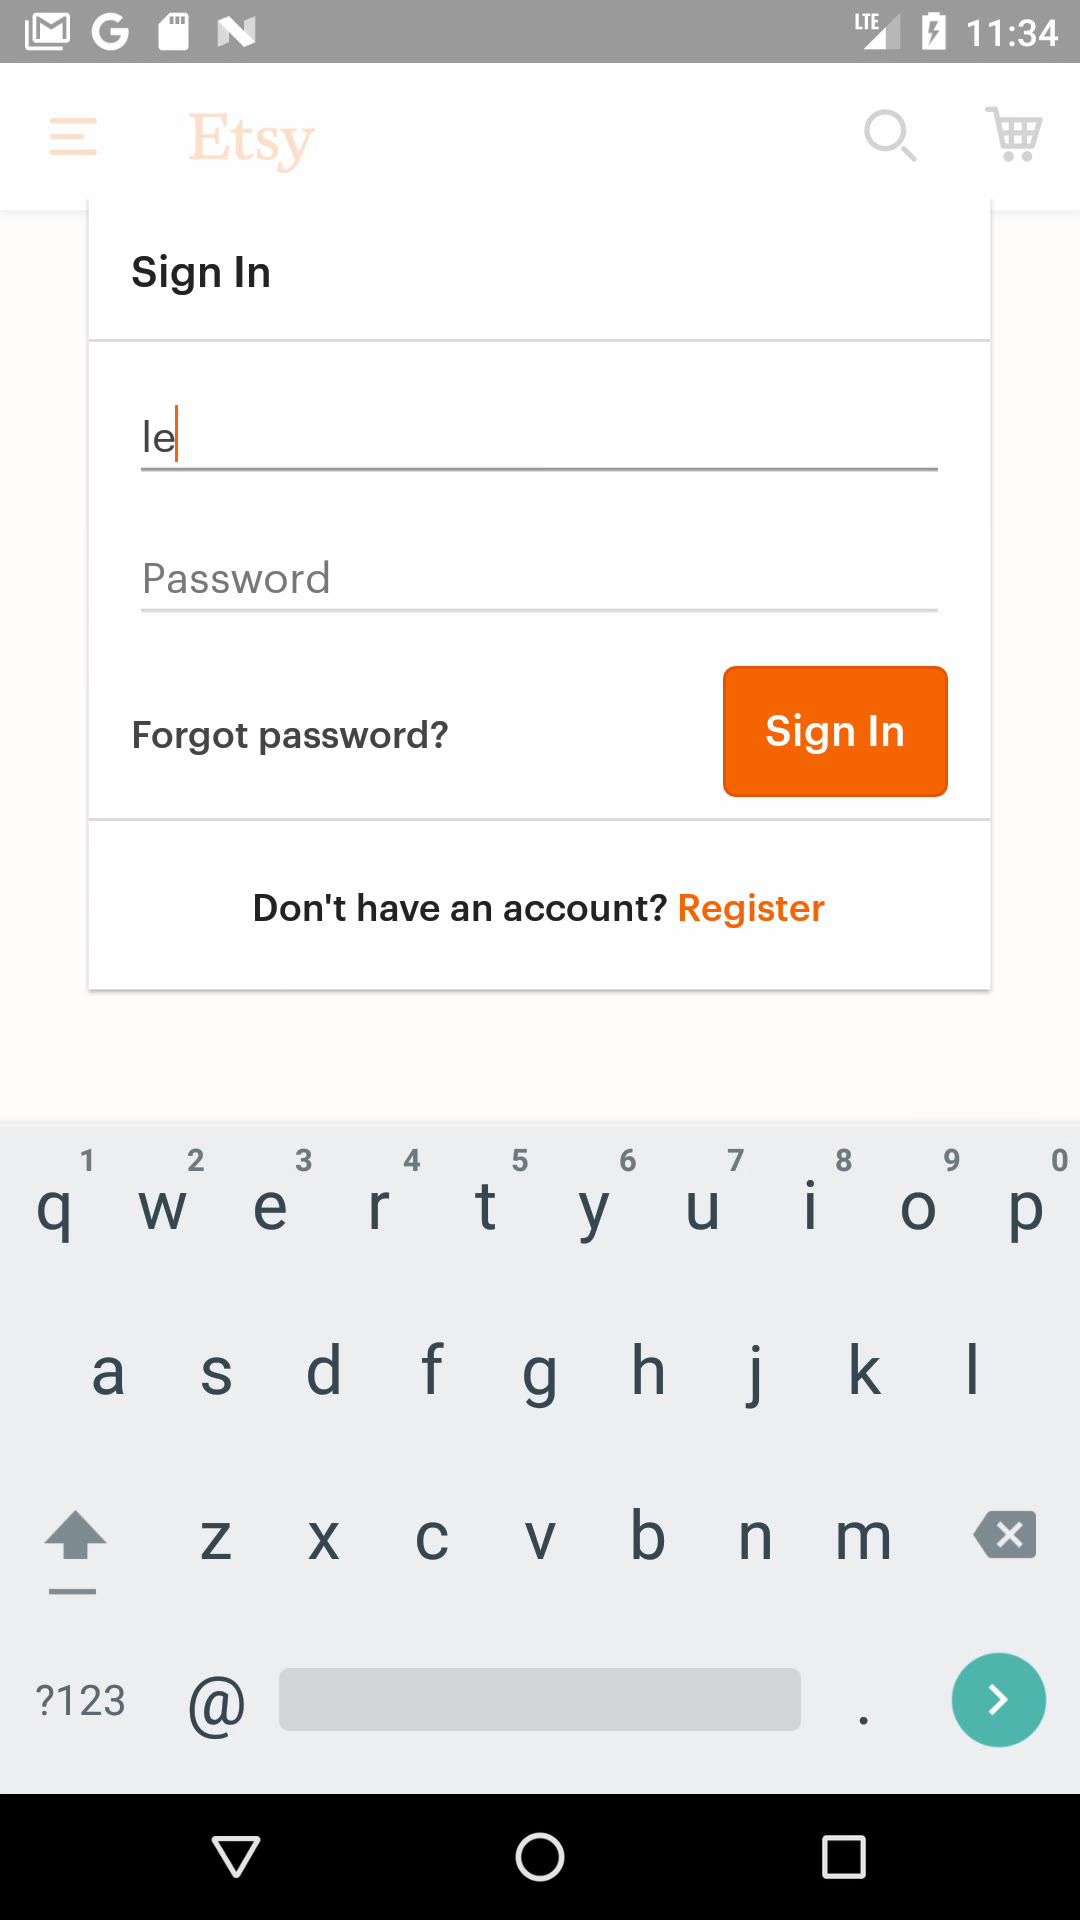 LTE 11:34
Etsy
Sign In
le
Password
Forgot password? Sign In
Don't have an account? Register
1 2 3 4 5 6 7 8 9 0
q w e r t y u i o p
a s d f g h j k l
z x c v b n m
?123 @ .